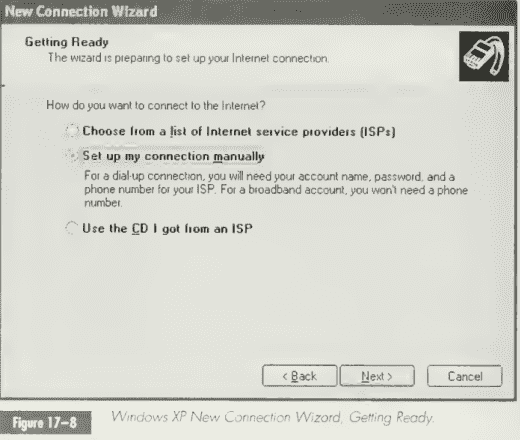 New Connection Wizard
Getting Ready
The wizard is preparing to set up your Internet connection.
How do you want to connect to the Internet?
Choose from a list of Internet service providers (ISPs)
Set up my connection manually
For a dial-up connection, you will need your account name, password, and a
phone number for your ISP. For a broadband account, you won't need a phone
number.
Use the CD I got from an ISP
< Back
Next >
Cancel
Figure 17–8
Windows XP New Connection Wizard, Getting Ready.